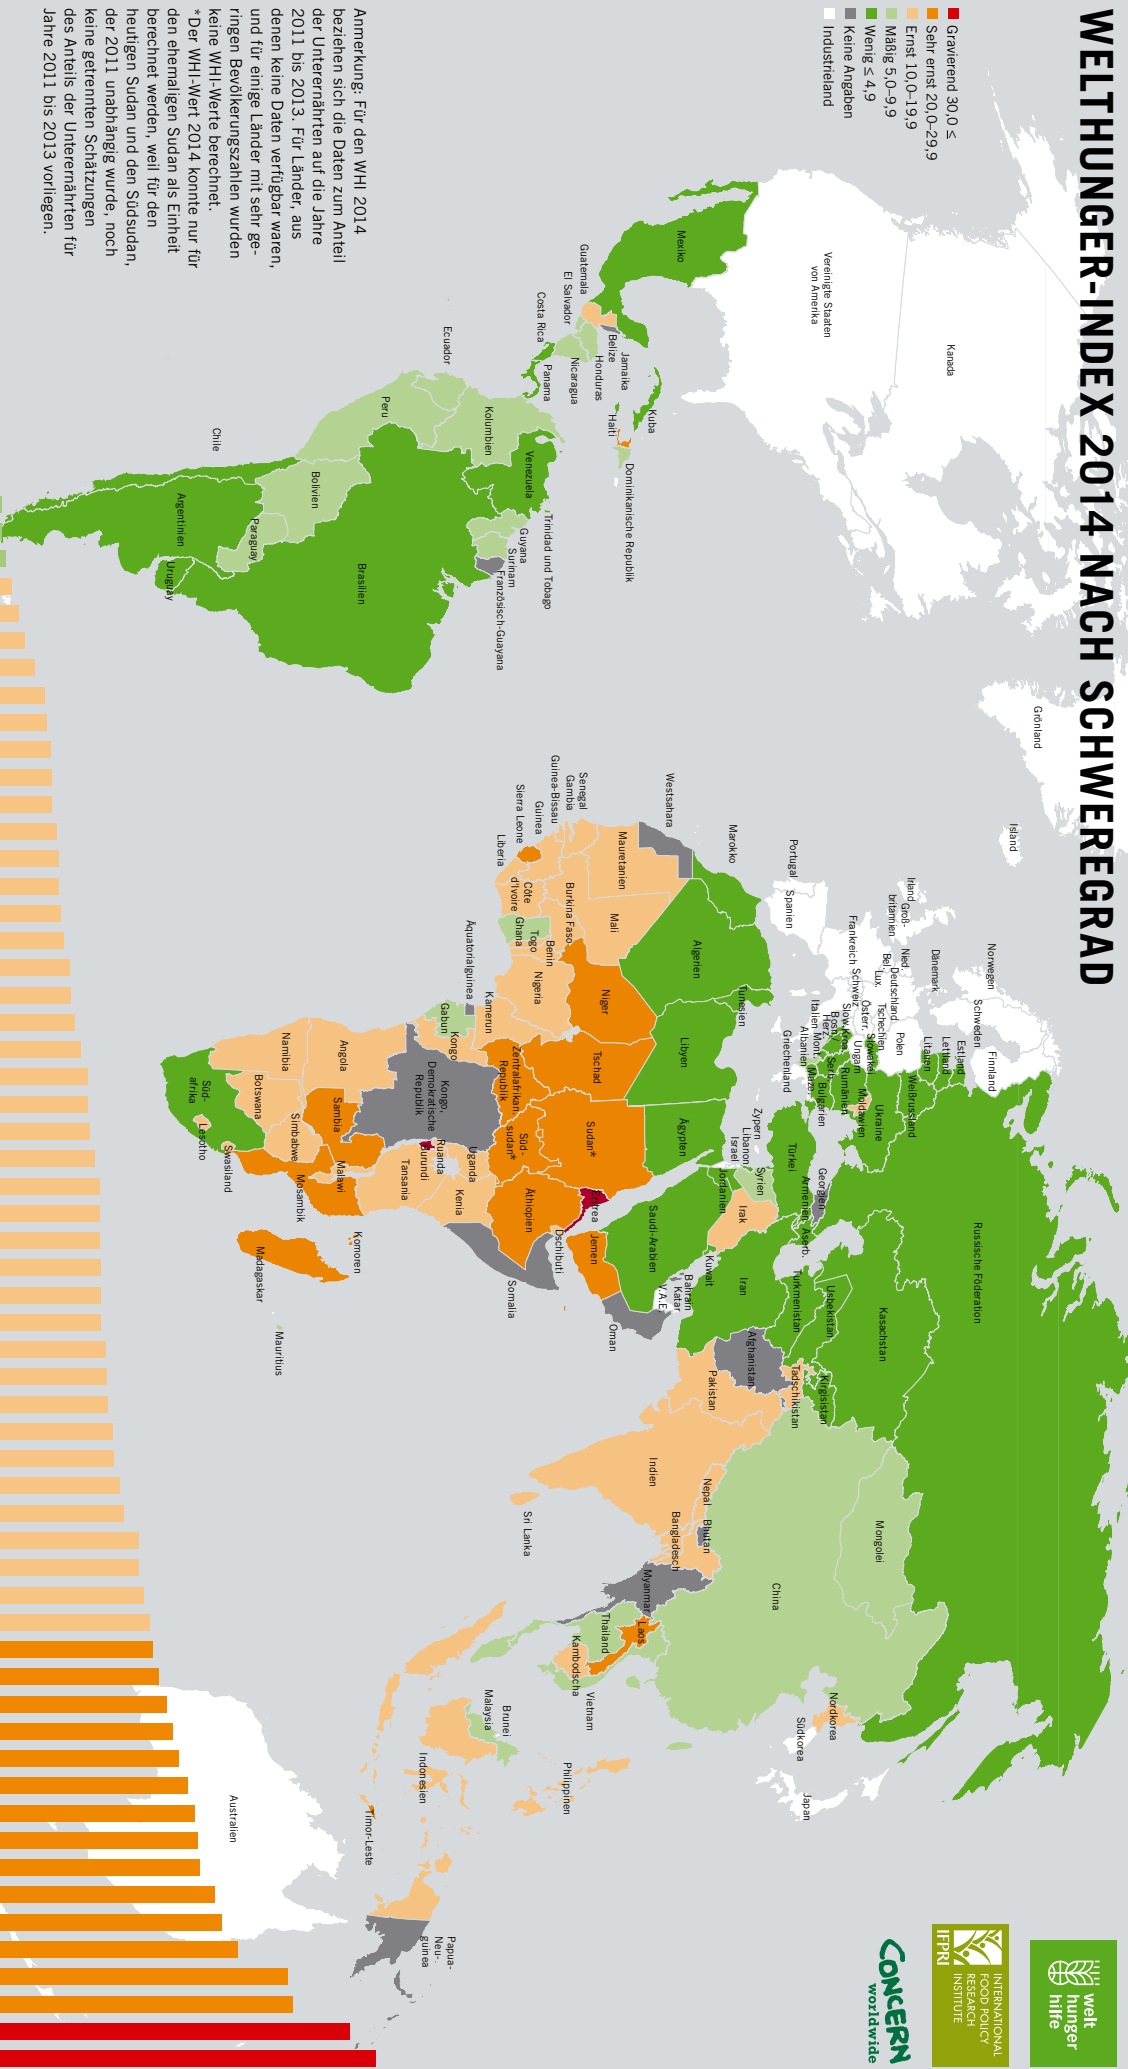 WELTHUNGER-INDEX 2014 NACH SCHWEREGRAD
Gravierend 30,0 ≤
Sehr ernst 20,0–29,9
Ernst 10,0–19,9
Mäßig 5,0–9,9
Wenig ≤ 4,9
Keine Angaben
Industrieland
Anmerkung: Für den WHI 2014
beziehen sich die Daten zum Anteil
der Unterernährten auf die Jahre
2011 bis 2013. Für Länder, aus
denen keine Daten verfügbar waren,
und für einige Länder mit sehr ge-
ringen Bevölkerungszahlen wurden
keine WHI-Werte berechnet.
*Der WHI-Wert 2014 konnte nur für
den ehemaligen Sudan als Einheit
berechnet werden, weil für den
heutigen Sudan und den Südsudan,
der 2011 unabhängig wurde, noch
keine getrennten Schätzungen
des Anteils der Unterernährten für
Jahre 2011 bis 2013 vorliegen.
Kanada
Vereinigte Staaten
von Amerika
Mexiko
Guatemala
El Salvador
Costa Rica
Belize
Honduras
Nicaragua
Panama
Jamaika
Kuba
Haiti
Dominikanische Republik
Ecuador
Kolumbien
Venezuela
Trinidad und Tobago
Guyana
Surinam
Französisch-Guayana
Peru
Brasilien
Bolivien
Paraguay
Chile
Argentinien
Uruguay
Grönland
Island
Norwegen
Schweden
Finnland
Dänemark
Estland
Lettland
Litauen
Irland
Groß-
britannien
Nied.
Bel.
Lux.
Deutschland
Polen
Weißrussland
Tschechien
Slowakei
Österr.
Ungarn
Ukraine
Moldawien
Frankreich
Schweiz
Slow.
Kroa.
Bosn./
Herz.
Serb.
Rumänien
Bulgarien
Italien
Mont.
Maze.
Albanien
Griechenland
Portugal
Spanien
Russische Föderation
Kasachstan
Mongolei
China
Usbekistan
Turkmenistan
Kirgisistan
Tadschikistan
Georgien
Armenien
Aserb.
Türkei
Zypern
Libanon
Israel
Syrien
Jordanien
Irak
Iran
Kuwait
Bahrain
Katar
V.A.E.
Saudi-Arabien
Oman
Jemen
Afghanistan
Pakistan
Indien
Nepal
Bhutan
Bangladesch
Sri Lanka
Myanmar
Laos
Thailand
Kambodscha
Vietnam
Nordkorea
Südkorea
Japan
Philippinen
Brunei
Malaysia
Indonesien
Timor-Leste
Papua-
Neu-
guinea
Australien
Marokko
Westsahara
Algerien
Tunesien
Libyen
Ägypten
Mauretanien
Mali
Niger
Tschad
Sudan*
Eritrea
Dschibuti
Senegal
Gambia
Guinea-Bissau
Guinea
Sierra Leone
Liberia
Côte
d'Ivoire
Burkina Faso
Ghana
Togo
Benin
Nigeria
Kamerun
Äquatorialguinea
Gabun
Kongo
Zentralafrikan.
Republik
Süd-
sudan*
Äthiopien
Somalia
Kongo,
Demokratische
Republik
Uganda
Ruanda
Burundi
Kenia
Tansania
Angola
Sambia
Malawi
Mosambik
Komoren
Madagaskar
Mauritius
Namibia
Botswana
Simbabwe
Süd-
afrika
Lesotho
Swasiland
welt
hunger
hilfe
IFPRI
INTERNATIONAL
FOOD POLICY
RESEARCH
INSTITUTE
CONCERN
worldwide